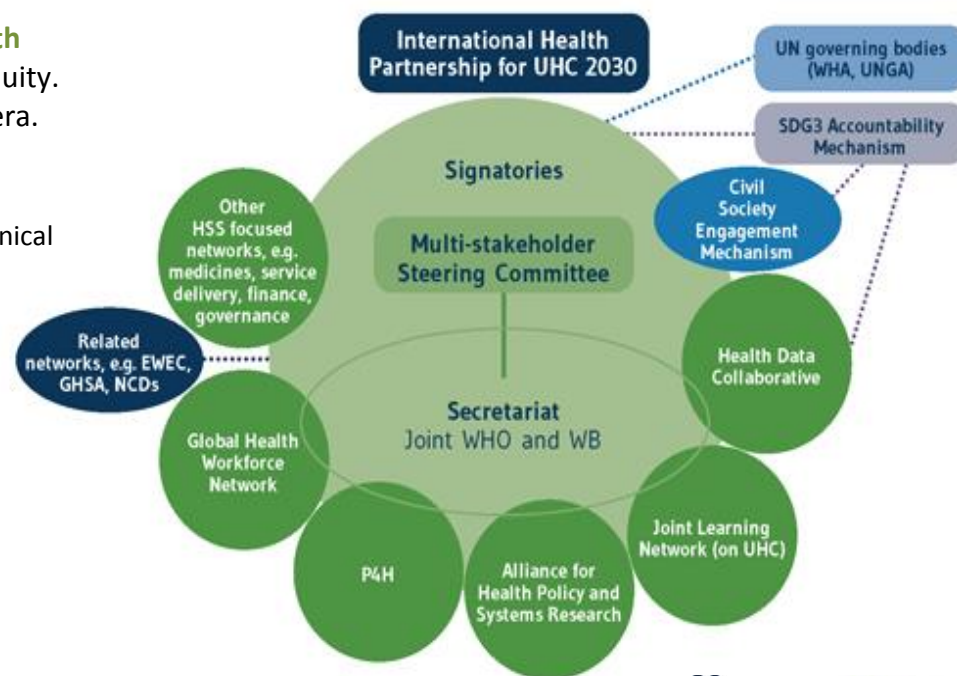 th
uity.
era.
nical
International Health
Partnership for UHC 2030
UN governing bodies
(WHA, UNGA)
SDG3 Accountability
Mechanism
Signatories
Civil
Society
Engagement
Mechanism
Other
HSS focused
networks, e.g.
medicines, service
delivery, finance,
governance
Multi-stakeholder
Steering Committee
Related
networks, e.g. EWEC,
GHSA, NCDs
Health Data
Collaborative
Secretariat
Joint WHO and WB
Global Health
Workforce
Network
Joint Learning
Network (on UHC)
P4H
Alliance for
Health Policy and
Systems Research